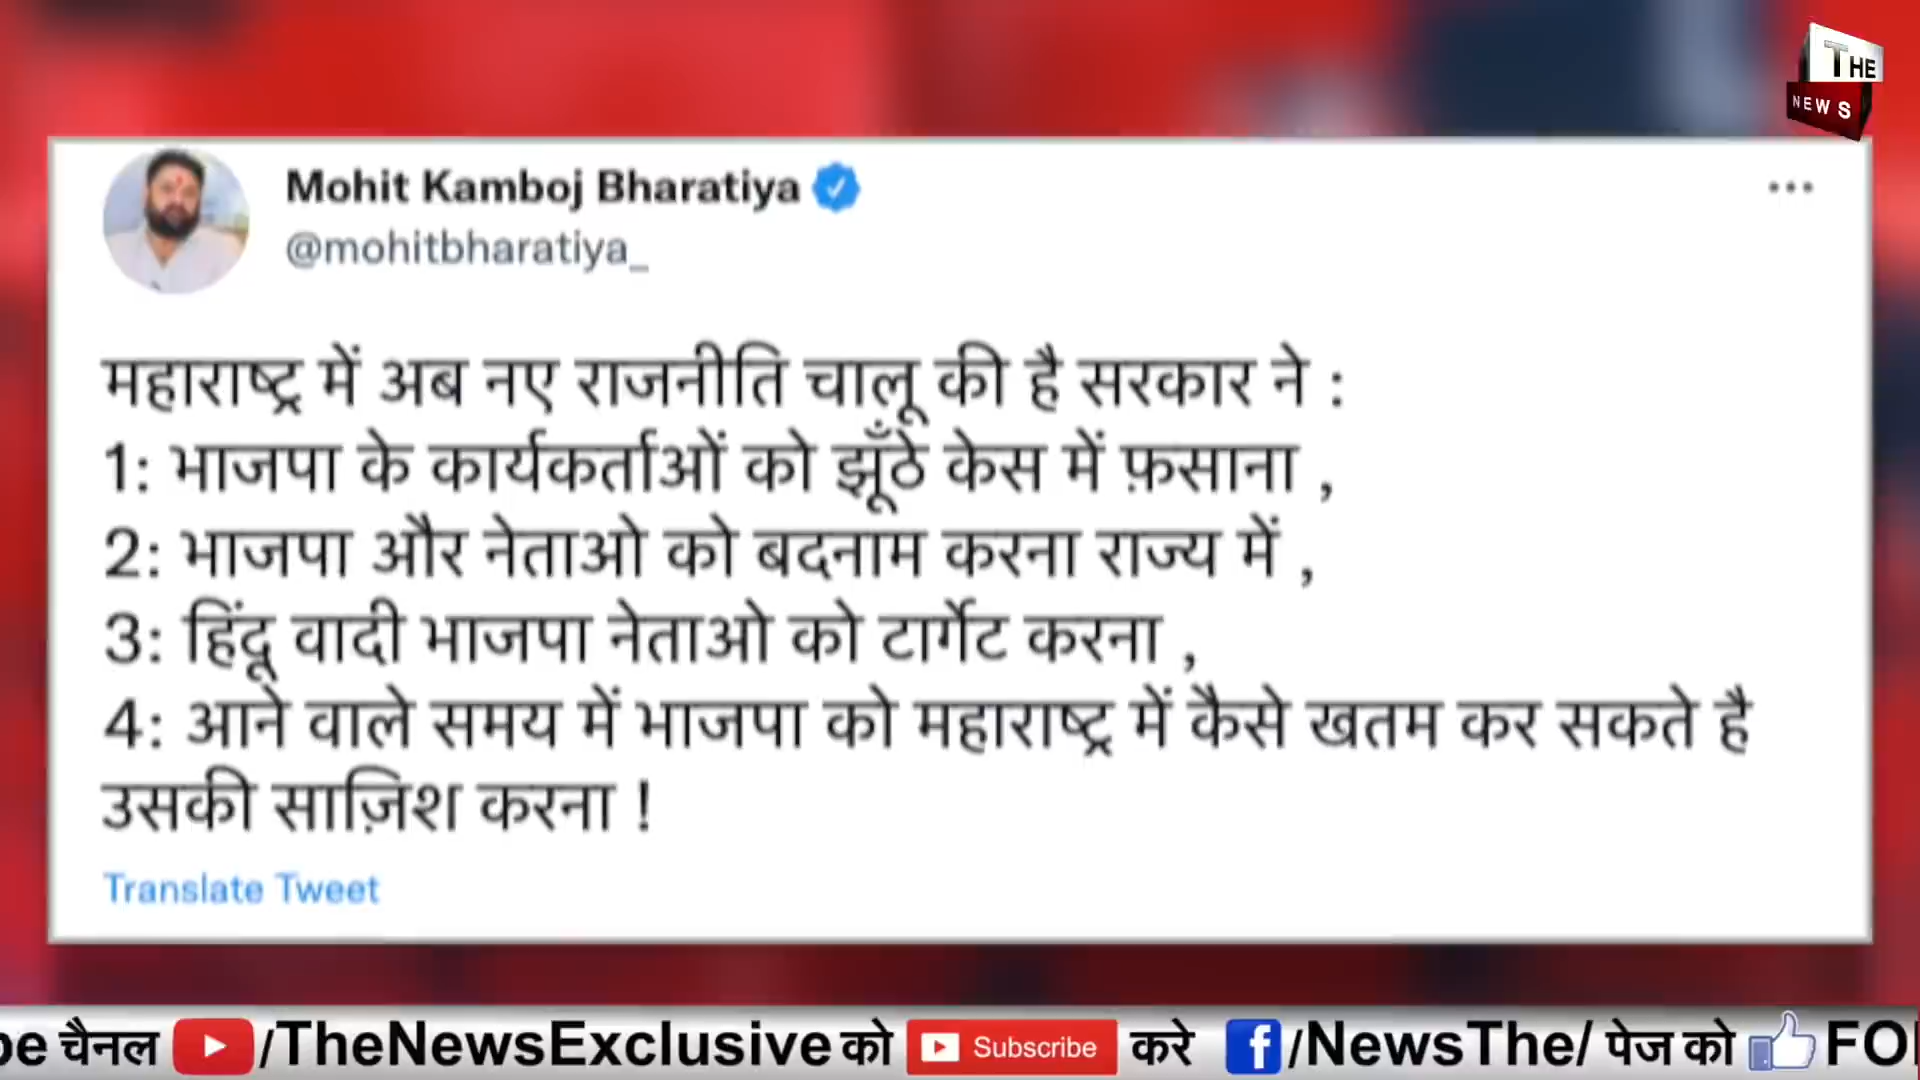 THE
NEWS
Mohit Kamboj Bharatiya
@mohitbharatiya_
महाराष्ट्र में अब नए राजनीति चालू की है सरकार ने :
1: भाजपा के कार्यकर्ताओं को झूँठे केस में फ़साना ,
2: भाजपा और नेताओ को बदनाम करना राज्य में ,
3: हिंदू वादी भाजपा नेताओ को टार्गेट करना ,
4: आने वाले समय में भाजपा को महाराष्ट्र में कैसे खतम कर सकते है
उसकी साज़िश करना !
Translate Tweet
be चैनल /TheNewsExclusive को Subscribe करे f/NewsThe/ पेज को FO